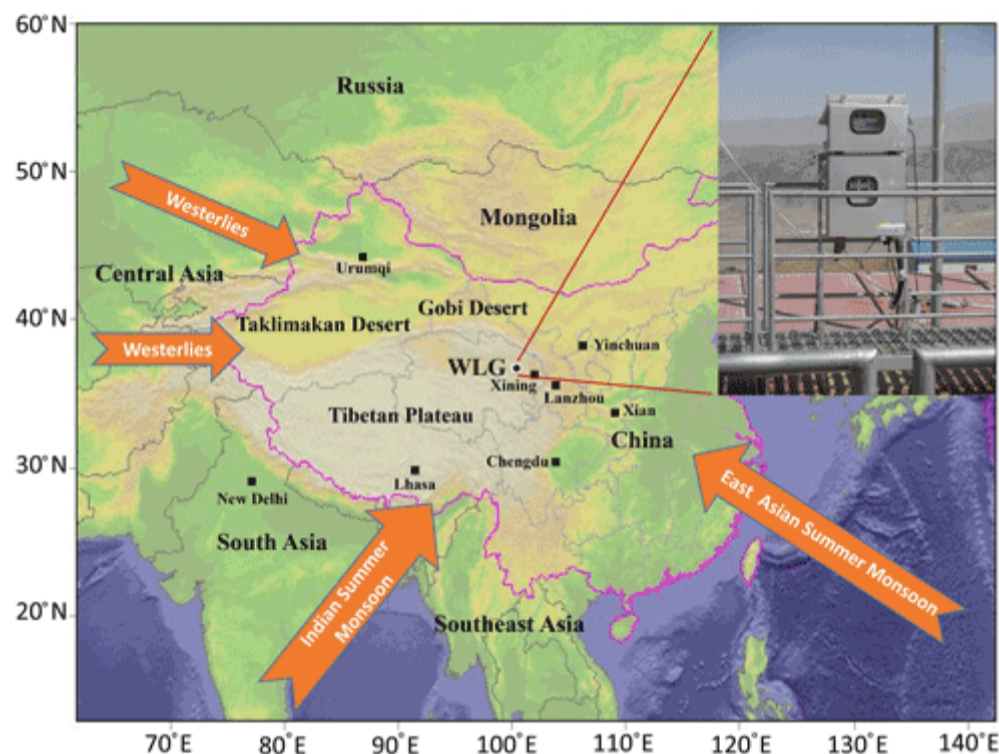 60°N
Russia
50°N
Westerlies
Mongolia
Urumqi
Central Asia
Gobi Desert
40°N
Taklimakan Desert
Westerlies
Yinchuan
WLG
Xining
Lanzhou
Tibetan Plateau
Xian
China
30°N
Chengdu
Lhasa
New Delhi
East Asian Summer Monsoon
South Asia
Indian Summer
Monsoon
20°N
Southeast Asia
70°E 80°E 90°E 100°E 110°E 120°E 130°E 140°E